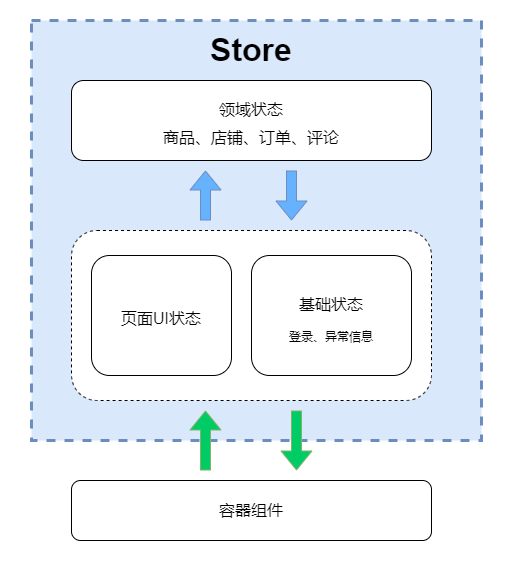 Store
领域状态
商品、店铺、订单、评论
页面UI状态
基础状态
登录、异常信息
容器组件